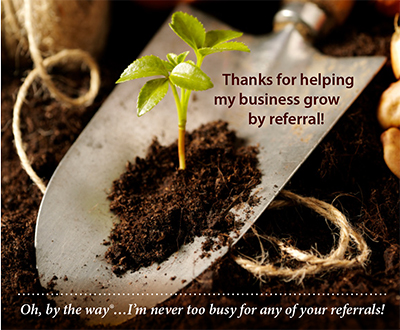 Thanks for helping
my business grow
by referral!
Oh, by the way®…I'm never too busy for any of your referrals!